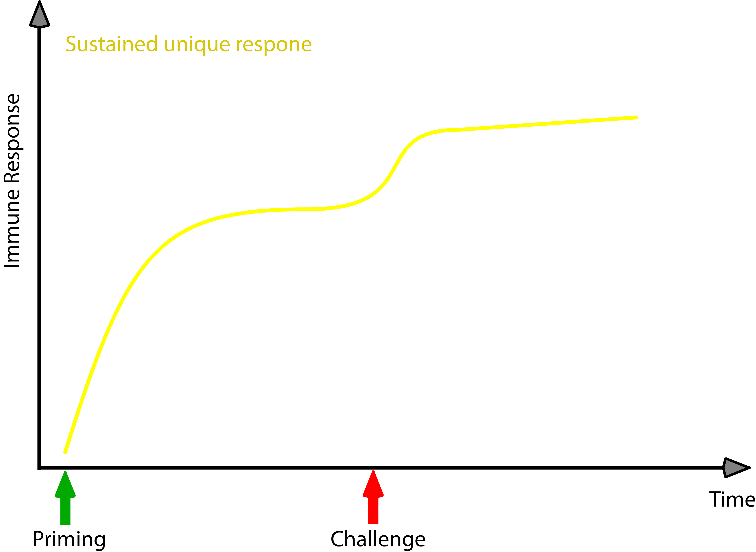 Sustained unique respone
Immune Response
Time
Priming
Challenge